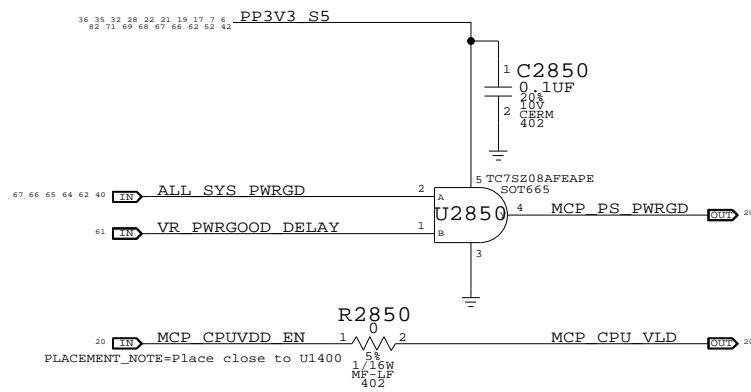 36 35 32 28 22 21 19 17 7 6
82 71 69 68 67 66 62 52 42
PP3V3_S5
1 C2850
0.1UF
20%
10V
2 CERM
402
5 TC7SZ08AFEAPE
SOT665
67 66 65 64 62 40 IN ALL_SYS_PWRGD 2 A
U2850 Y 4 MCP_PS_PWRGD OUT 20
61 IN VR_PWRGOOD_DELAY 1 B
3
R2850
20 IN MCP_CPUVDD_EN 1 0 2 MCP_CPU_VLD OUT 20
PLACEMENT_NOTE=Place close to U1400
5%
1/16W
MF-LF
402